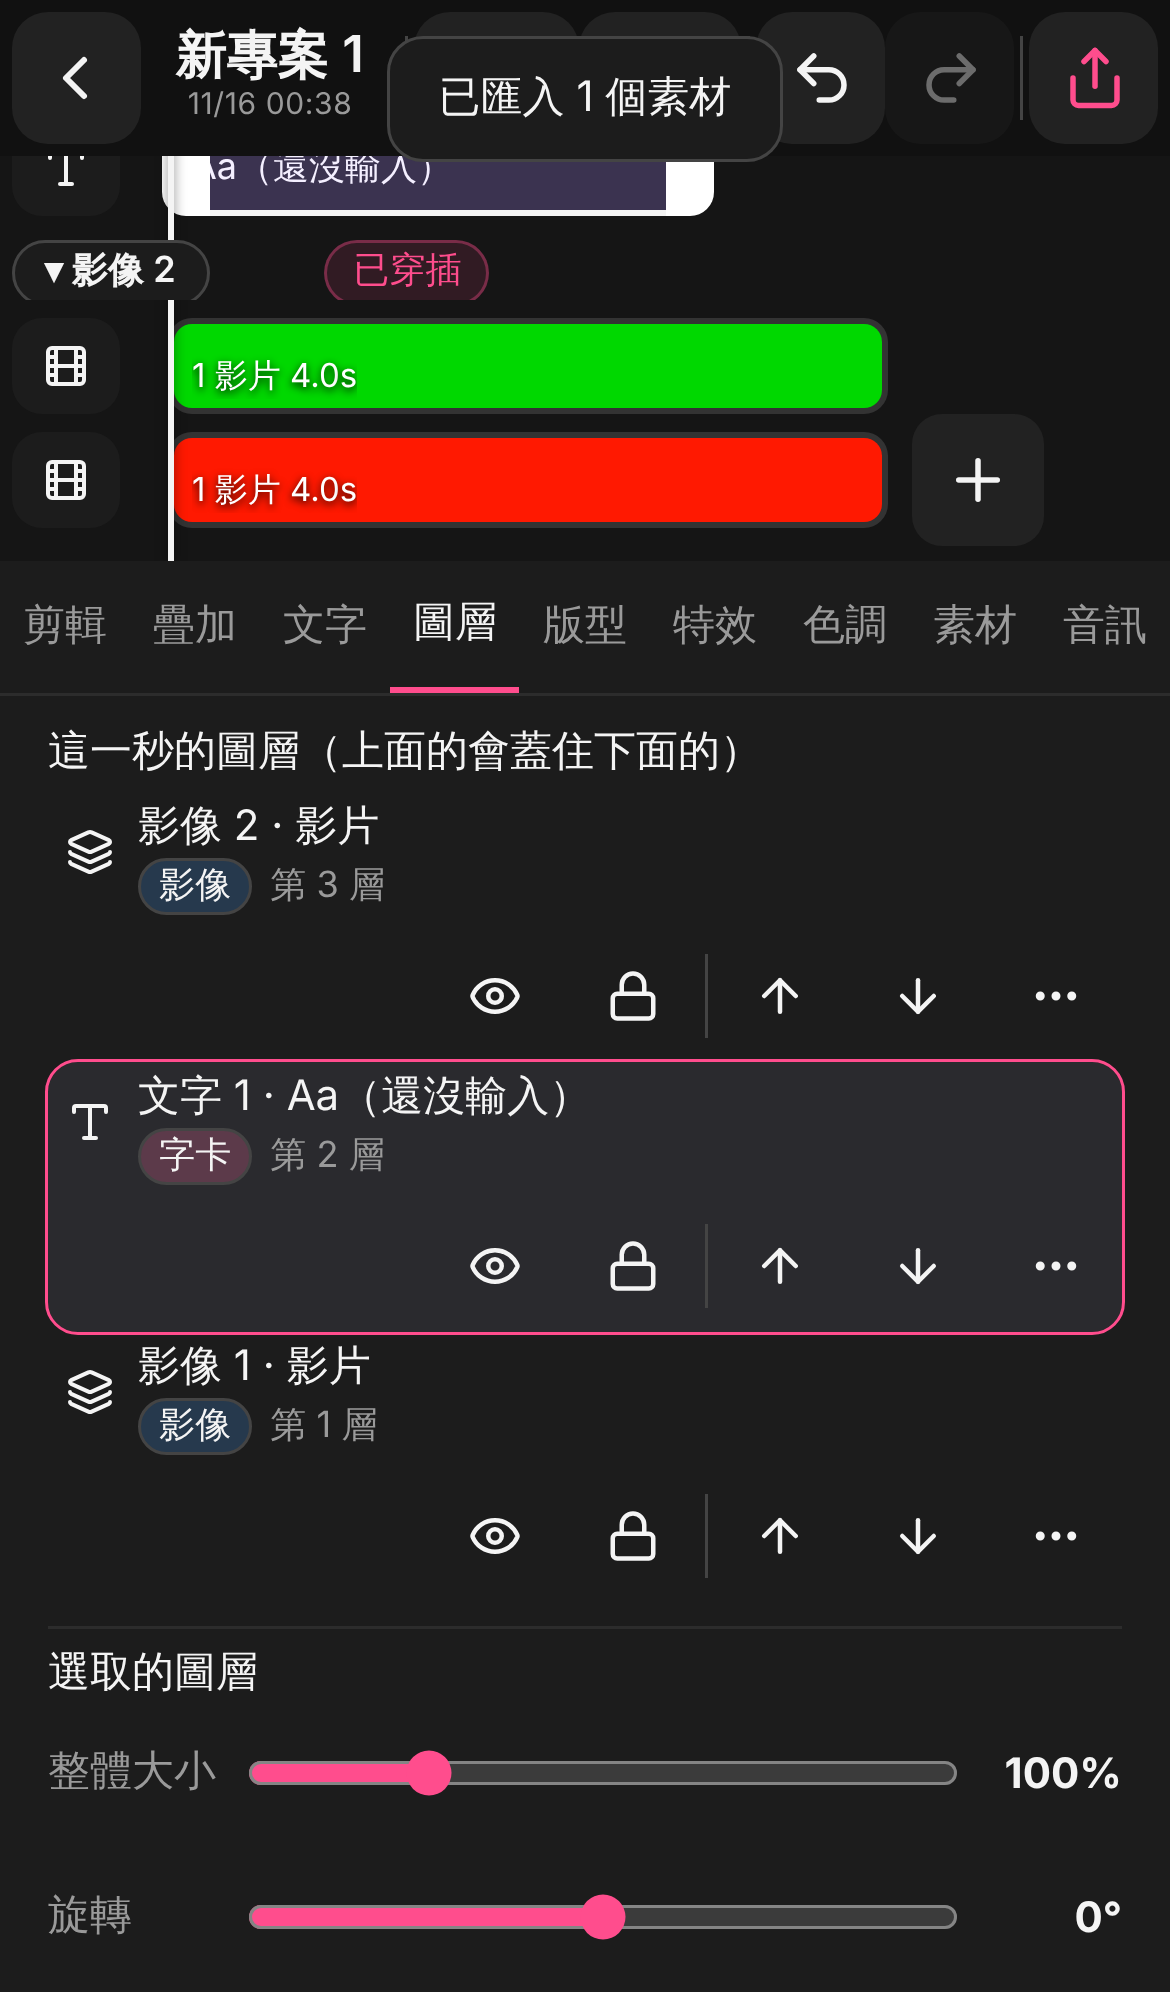 新專案 1
11/16 00:38
已匯入 1 個素材
Aa（還沒輸入）
▼影像 2
已穿插
1 影片 4.0s
1 影片 4.0s
剪輯 疊加 文字 圖層 版型 特效 色調 素材 音訊
這一秒的圖層（上面的會蓋住下面的）
影像 2 · 影片
影像 第 3 層
文字 1 · Aa（還沒輸入）
字卡 第 2 層
影像 1 · 影片
影像 第 1 層
選取的圖層
整體大小 100%
旋轉 0°